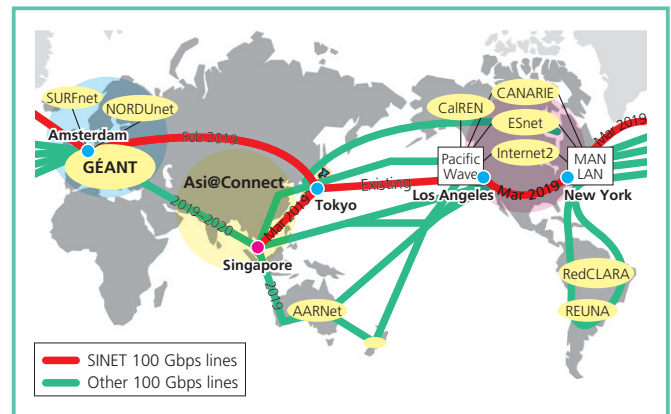 SURFnet
NORDUnet
Amsterdam
GÉANT
Feb 2019
Asi@Connect
2019–2020
Mar 2019
Tokyo
Singapore
2019
AARNet
Existing
CANARIE
CalREN
ESnet
Internet2
Pacific
Wave
MAN
LAN
Mar 2019
Los Angeles
Mar 2019
New York
RedCLARA
REUNA
SINET 100 Gbps lines
Other 100 Gbps lines